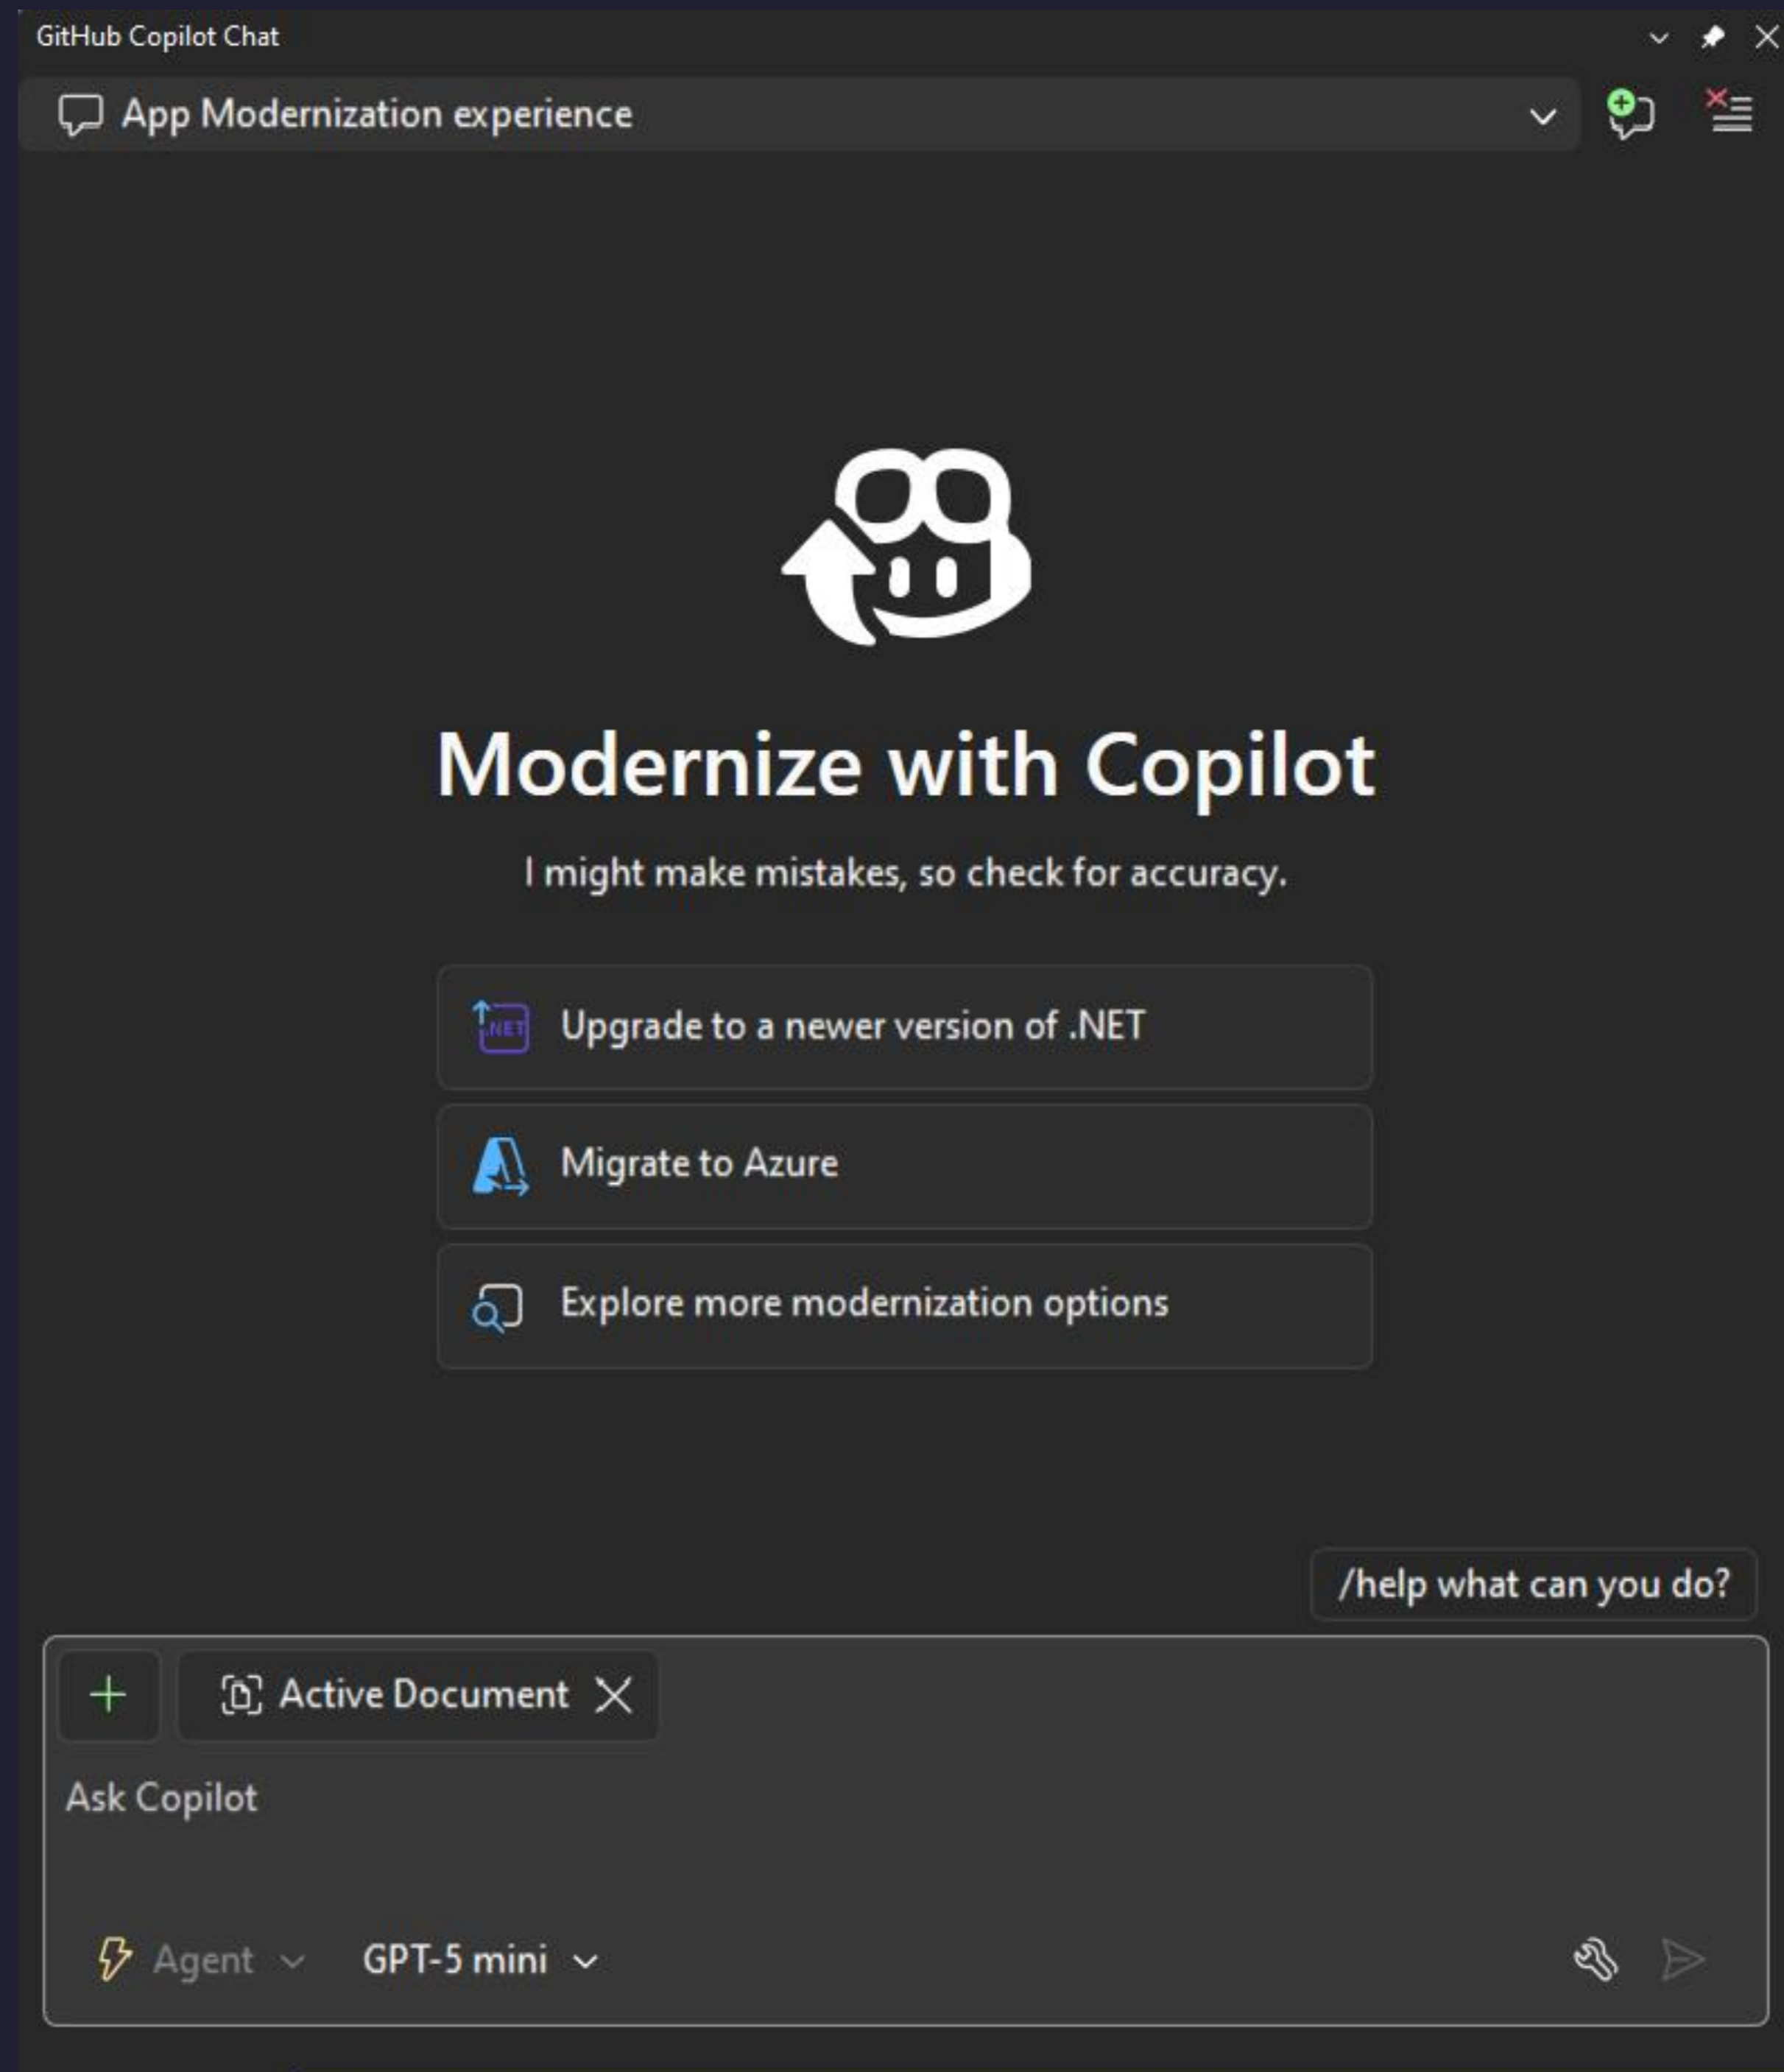 GitHub Copilot Chat
App Modernization experience
Modernize with Copilot
I might make mistakes, so check for accuracy.
.NET
Upgrade to a newer version of .NET
Migrate to Azure
Explore more modernization options
/help what can you do?
Active Document
Ask Copilot
Agent GPT-5 mini